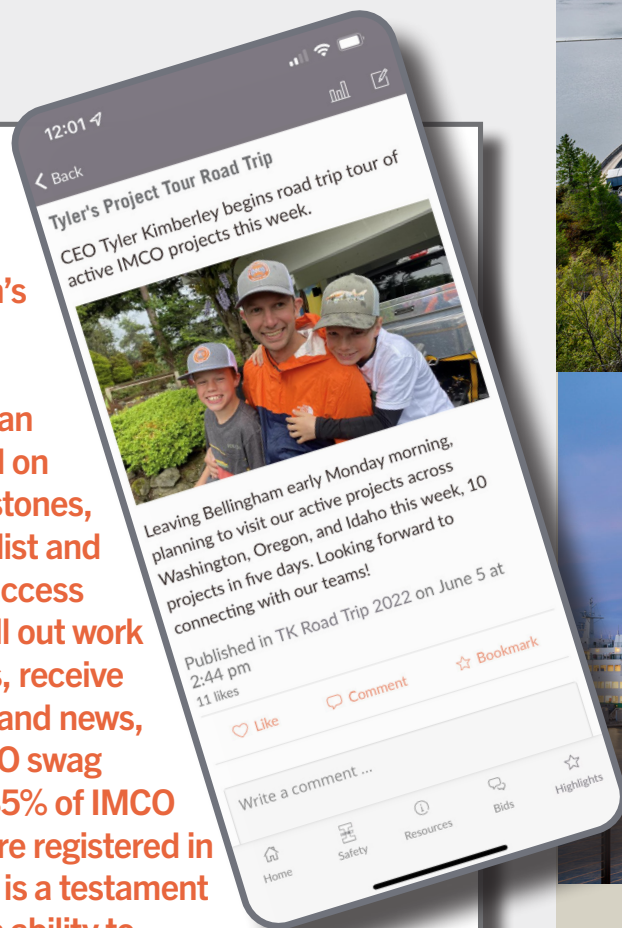 12:01
Back
Tyler's Project Tour Road Trip
CEO Tyler Kimberley begins road trip tour of
active IMCO projects this week.
Leaving Bellingham early Monday morning,
planning to visit our active projects across
Washington, Oregon, and Idaho this week, 10
projects in five days. Looking forward to
connecting with our teams!
Published in TK Road Trip 2022 on June 5 at
2:44 pm
11 likes
Like
Comment
Bookmark
Write a comment ...
Home
Safety
Resources
Bids
Highlights
an
on
stones,
list and
ccess
ll out work
s, receive
and news,
O swag
5% of IMCO
re registered in
is a testament
ability to